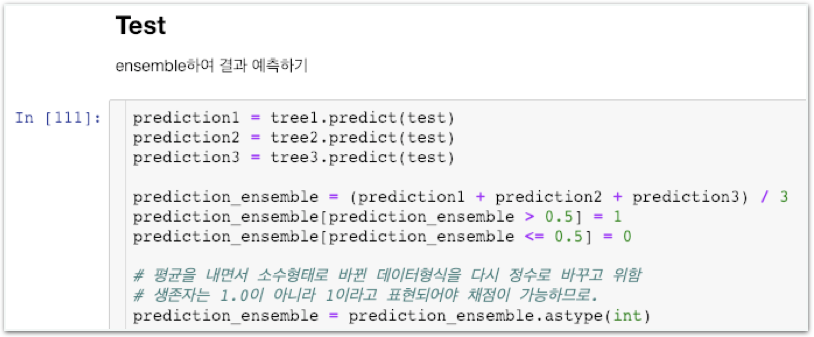 Test
ensemble하여 결과 예측하기
In [111]:
prediction1 = tree1.predict(test)
prediction2 = tree2.predict(test)
prediction3 = tree3.predict(test)
prediction_ensemble = (prediction1 + prediction2 + prediction3) / 3
prediction_ensemble[prediction_ensemble > 0.5] = 1
prediction_ensemble[prediction_ensemble <= 0.5] = 0
# 평균을 내면서 소수형태로 바뀐 데이터형식을 다시 정수로 바꾸고 위함
# 생존자는 1.0이 아니라 1이라고 표현되어야 채점이 가능하므로.
prediction_ensemble = prediction_ensemble.astype(int)